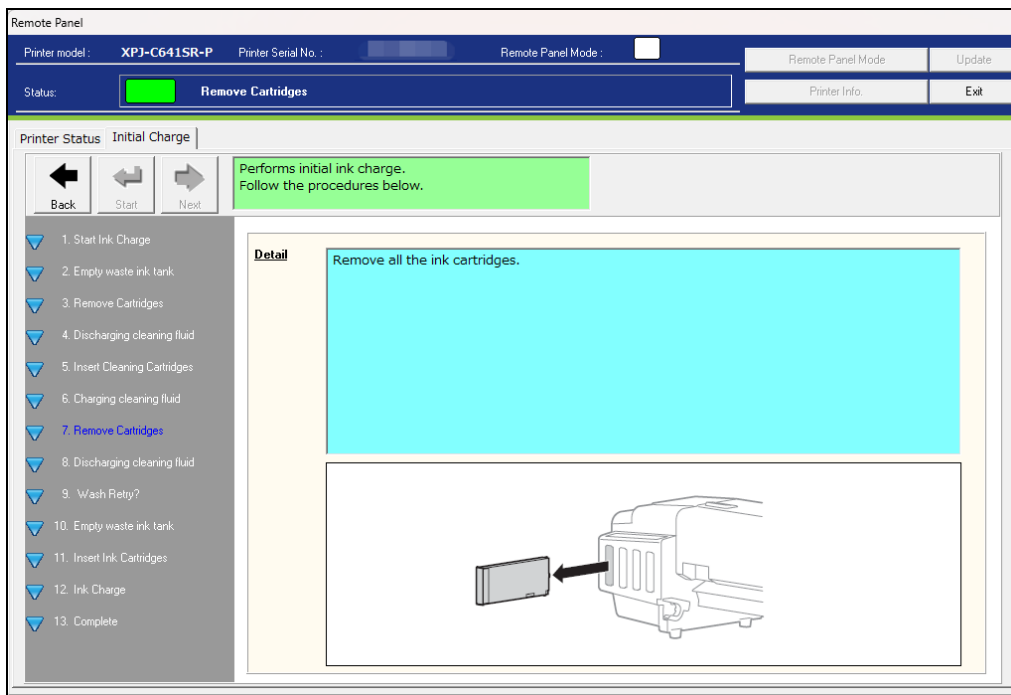 Remote Panel
Printer model : XPJ-C641SR-P Printer Serial No. : Remote Panel Mode :
Remote Panel Mode Update
Status: Remove Cartridges
Printer Info. Exit
Printer Status Initial Charge
Back Start Next
Performs initial ink charge.
Follow the procedures below.
1. Start Ink Charge
2. Empty waste ink tank
3. Remove Cartridges
4. Discharging cleaning fluid
5. Insert Cleaning Cartridges
6. Charging cleaning fluid
7. Remove Cartridges
8. Discharging cleaning fluid
9. Wash Retry?
10. Empty waste ink tank
11. Insert Ink Cartridges
12. Ink Charge
13. Complete
Detail
Remove all the ink cartridges.